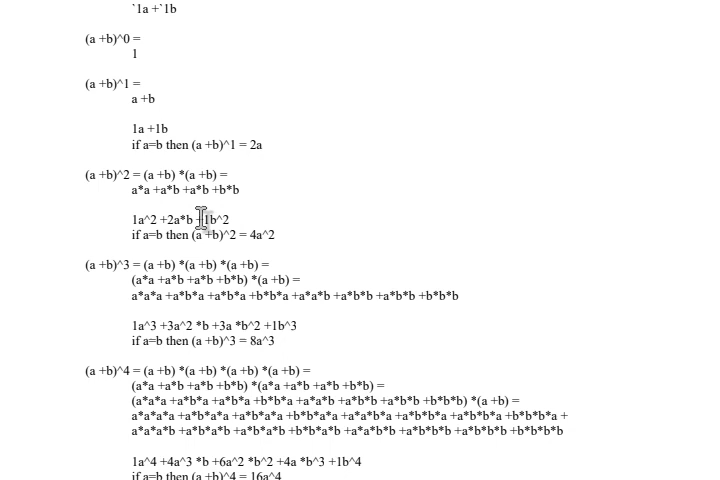 `1a +`1b
(a +b)^0 =
1
(a +b)^1 =
a +b
1a +1b
if a=b then (a +b)^1 = 2a
(a +b)^2 = (a +b) *(a +b) =
a*a +a*b +a*b +b*b
1a^2 +2a*b +1b^2
if a=b then (a +b)^2 = 4a^2
(a +b)^3 = (a +b) *(a +b) *(a +b) =
(a*a +a*b +a*b +b*b) *(a +b) =
a*a*a +a*b*a +a*b*a +b*b*a +a*a*b +a*b*b +a*b*b +b*b*b
1a^3 +3a^2 *b +3a *b^2 +1b^3
if a=b then (a +b)^3 = 8a^3
(a +b)^4 = (a +b) *(a +b) *(a +b) *(a +b) =
(a*a +a*b +a*b +b*b) *(a*a +a*b +a*b +b*b) =
(a*a*a +a*b*a +a*b*a +b*b*a +a*a*b +a*b*b +a*b*b +b*b*b) *(a +b) =
a*a*a*a +a*b*a*a +a*b*a*a +b*b*a*a +a*a*b*a +a*b*b*a +a*b*b*a +b*b*b*a +
a*a*a*b +a*b*a*b +a*b*a*b +b*b*a*b +a*a*b*b +a*b*b*b +a*b*b*b +b*b*b*b
1a^4 +4a^3 *b +6a^2 *b^2 +4a *b^3 +1b^4
if a=b then (a +b)^4 = 16a^4